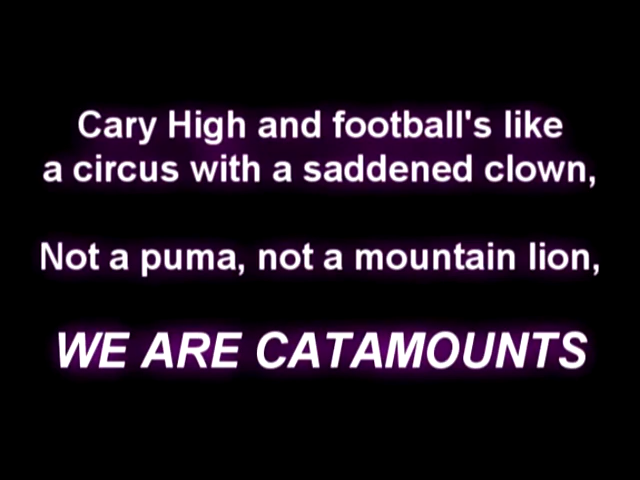 Cary High and football's like
a circus with a saddened clown,
Not a puma, not a mountain lion,
WE ARE CATAMOUNTS